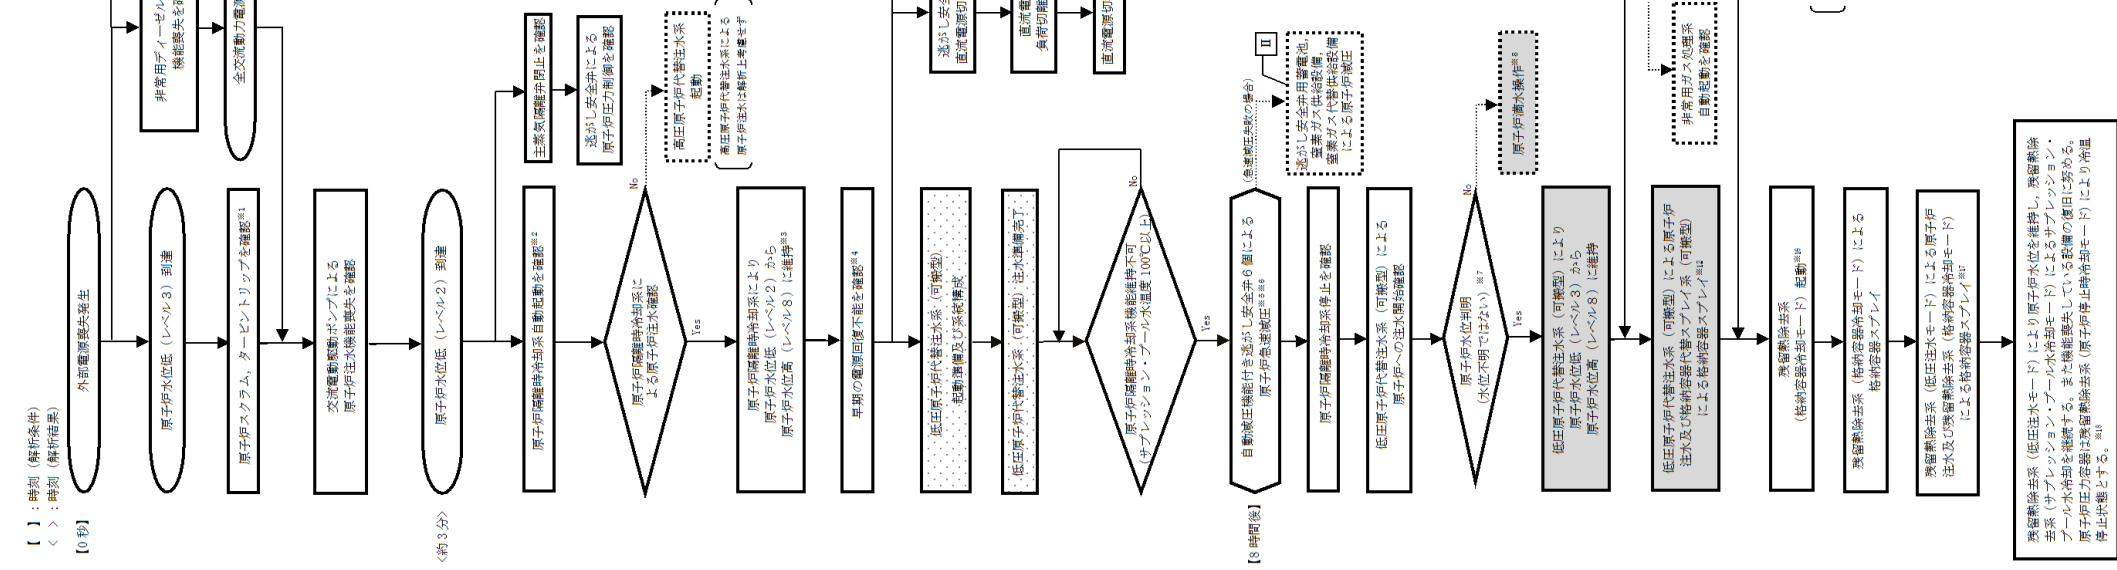 【 】：時刻（解析条件）
＜ ＞：時刻（解析結果）
【0 秒】
外部電源喪失発生
非常用ディーゼル
機能喪失を
原子炉水位低（レベル３）到達
全交流動力電源
原子炉スクラム，タービントリップを確認※1
交流電動駆動ポンプによる
原子炉注水機能喪失を確認
＜約３分＞
原子炉水位低（レベル２）到達
主蒸気隔離弁閉止を確認
逃がし安全弁による
原子炉圧力制御を確認
原子炉隔離時冷却系自動起動を確認※2
原子炉隔離時冷却系に
よる原子炉注水確認
No
Yes
高圧原子炉代替注水系
起動
高圧原子炉代替注水系による
原子炉注水は解析上考慮せず
原子炉隔離時冷却系により
原子炉水位低（レベル２）から
原子炉水位高（レベル８）に維持※3
早期の電源回復不能を確認※4
逃がし安
直流電源切
直流電
負荷切離
直流電源切
低圧原子炉代替注水系（可搬型）
起動準備及び系統構成
低圧原子炉代替注水系（可搬型）注水準備完了
原子炉隔離時冷却系機能維持不可
（サプレッション・プール水温度100℃以上）
No
Yes
【8 時間後】
自動減圧機能付き逃がし安全弁６個による
原子炉急速減圧※5※6
（急速減圧失敗の場合）
Ⅱ
逃がし安全弁用蓄電池，
窒素ガス供給設備，
窒素ガス代替供給設備
による原子炉減圧
原子炉隔離時冷却系停止を確認
低圧原子炉代替注水系（可搬型）による
原子炉への注水開始確認
原子炉水位判明
（水位不明ではない）※7
No
Yes
原子炉満水操作※8
低圧原子炉代替注水系（可搬型）により
原子炉水位低（レベル３）から
原子炉水位高（レベル８）に維持
低圧原子炉代替注水系（可搬型）による原子炉
注水及び格納容器代替スプレイ系（可搬型）
による格納容器スプレイ※12
非常用ガス処理系
自動起動を確認
残留熱除去系
（格納容器冷却モード）起動※16
残留熱除去系（格納容器冷却モード）による
格納容器スプレイ
残留熱除去系（低圧注水モード）による原子炉
注水及び残留熱除去系（格納容器冷却モード）
による格納容器スプレイ※17
残留熱除去系（低圧注水モード）により原子炉水位を維持し，残留熱除
去系（サプレッション・プール水冷却モード）によるサプレッション・
プール水冷却を継続する。また機能喪失している設備の復旧に努める。
原子炉圧力容器は残留熱除去系（原子炉停止時冷却モード）により冷温
停止状態とする。※18